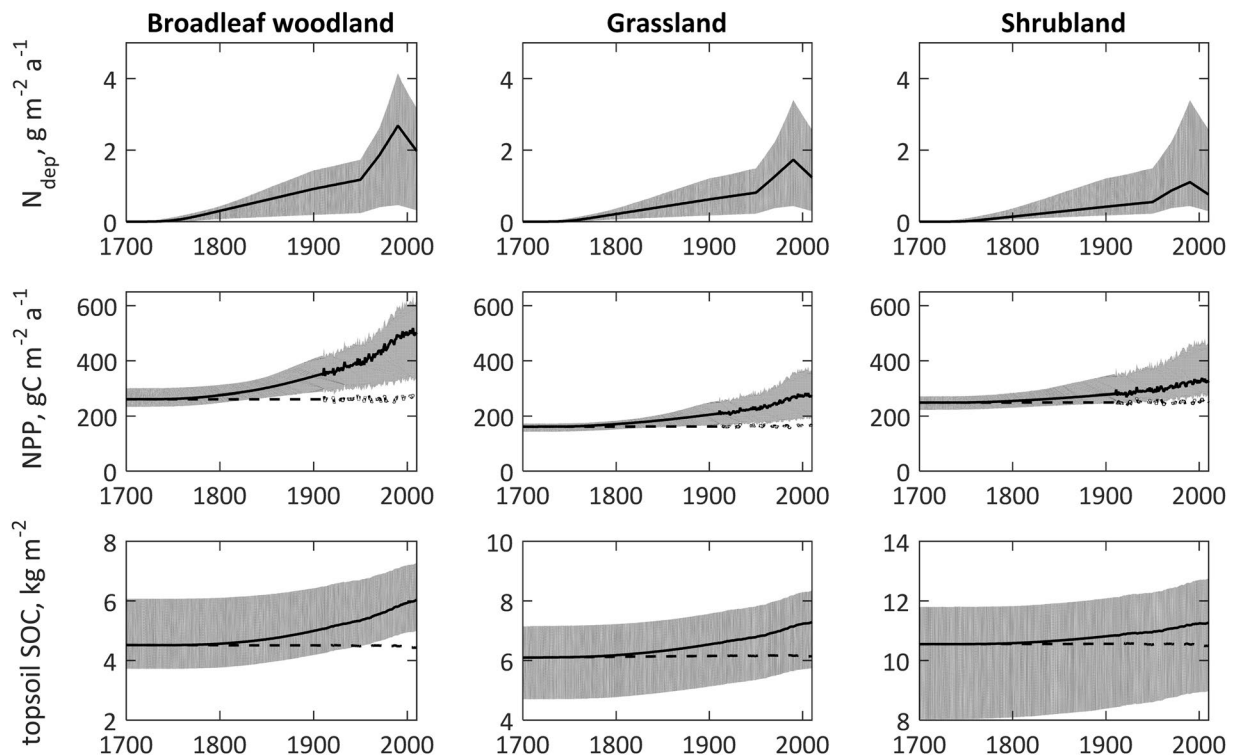 Broadleaf woodland Grassland Shrubland
N_dep, g m⁻² a⁻¹
4 4 4
2 2 2
0 0 0
1700 1800 1900 2000 1700 1800 1900 2000 1700 1800 1900 2000
NPP, gC m⁻² a⁻¹
600 600 600
400 400 400
200 200 200
0 0 0
1700 1800 1900 2000 1700 1800 1900 2000 1700 1800 1900 2000
topsoil SOC, kg m⁻²
8 10 14
6 8 12
4 6 10
2 4 8
1700 1800 1900 2000 1700 1800 1900 2000 1700 1800 1900 2000